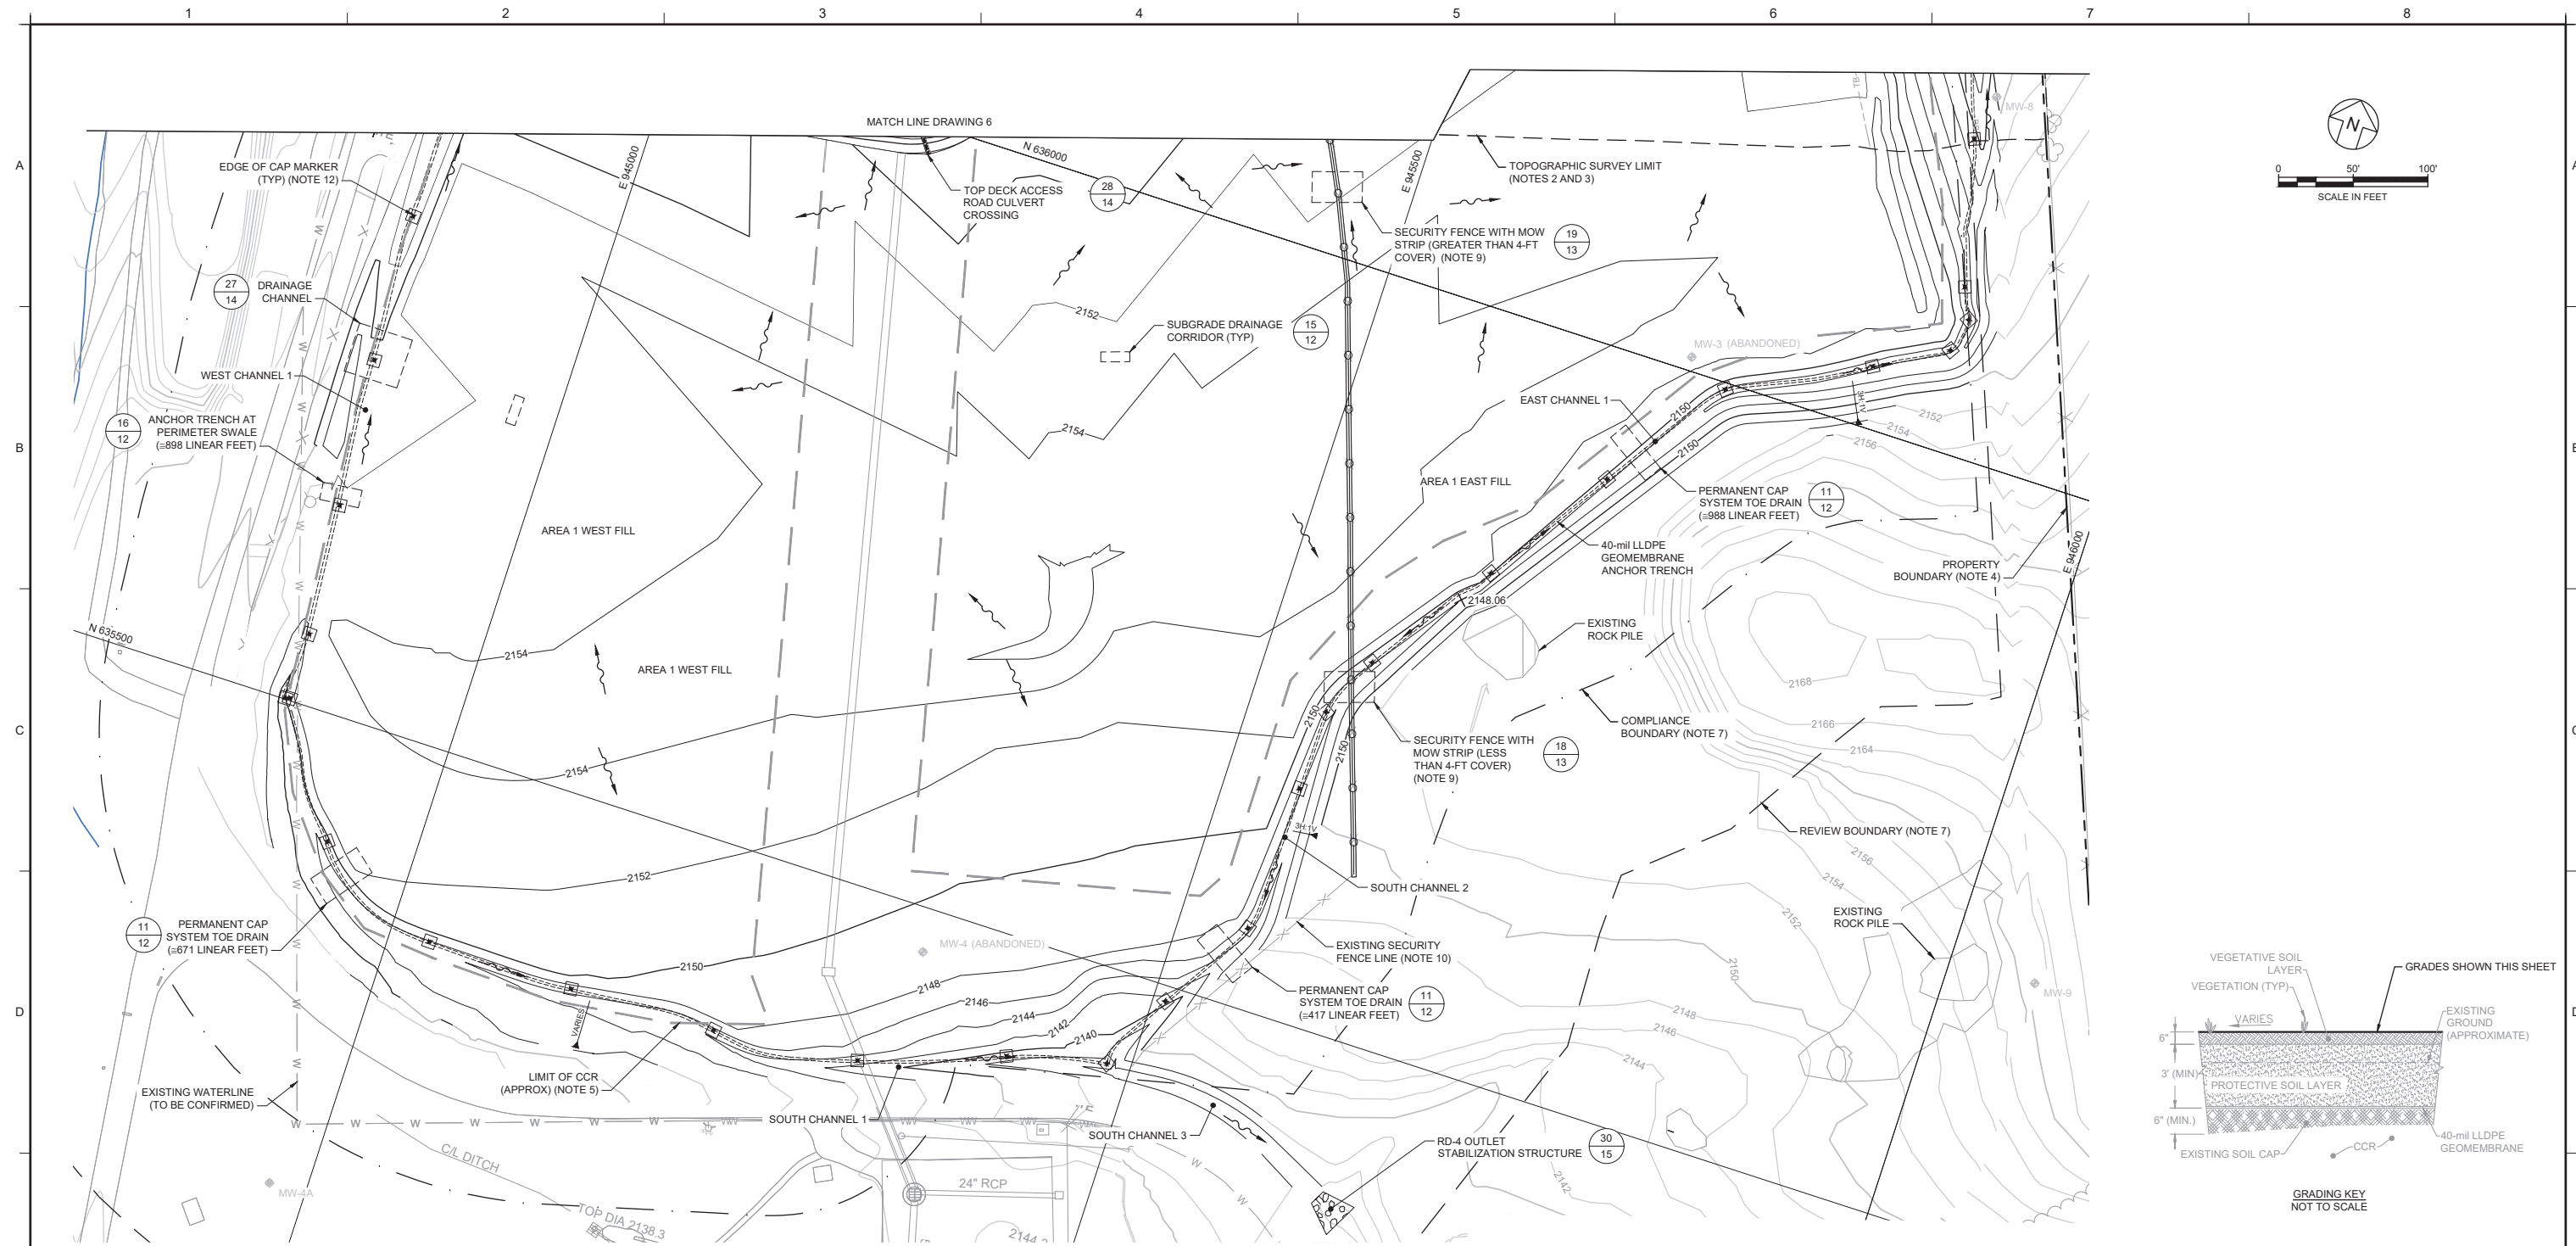 1 2 3 4 5 6 7 8
A
B
C
D
A
B
C
D
MATCH LINE DRAWING 6
EDGE OF CAP MARKER
(TYP) (NOTE 12)
E 945000
N 636000
E 945500
TOP DECK ACCESS
ROAD CULVERT
CROSSING
28
14
TOPOGRAPHIC SURVEY LIMIT
(NOTES 2 AND 3)
MW-8
N
0 50' 100'
SCALE IN FEET
SECURITY FENCE WITH MOW
STRIP (GREATER THAN 4-FT
COVER) (NOTE 9)
19
13
27
14
DRAINAGE
CHANNEL
2152
SUBGRADE DRAINAGE
CORRIDOR (TYP)
15
12
MW-3 (ABANDONED)
WEST CHANNEL 1
EAST CHANNEL 1
2150
3H:1V
2152
2154
2156
16
12
ANCHOR TRENCH AT
PERIMETER SWALE
(≅898 LINEAR FEET)
2154
2150
AREA 1 EAST FILL
PERMANENT CAP
SYSTEM TOE DRAIN
(≅988 LINEAR FEET)
11
12
AREA 1 WEST FILL
40-mil LLDPE
GEOMEMBRANE
ANCHOR TRENCH
PROPERTY
BOUNDARY (NOTE 4)
E 946000
2148.06
N 635500
EXISTING
ROCK PILE
2154
AREA 1 WEST FILL
2168
2150
COMPLIANCE
BOUNDARY (NOTE 7)
2166
2164
2150
SECURITY FENCE WITH
MOW STRIP (LESS
THAN 4-FT COVER)
(NOTE 9)
18
13
2154
3H:1V
REVIEW BOUNDARY (NOTE 7)
2156
2154
2152
SOUTH CHANNEL 2
EXISTING
ROCK PILE
2152
11
12
PERMANENT CAP
SYSTEM TOE DRAIN
(≅671 LINEAR FEET)
MW-4 (ABANDONED)
EXISTING SECURITY
FENCE LINE (NOTE 10)
2150
2150
2148
2146
2144
2142
2140
PERMANENT CAP
SYSTEM TOE DRAIN
(≅417 LINEAR FEET)
11
12
MW-9
VARIES
2148
2146
2144
LIMIT OF CCR
(APPROX) (NOTE 5)
EXISTING WATERLINE
(TO BE CONFIRMED)
SOUTH CHANNEL 1
SOUTH CHANNEL 3
RD-4 OUTLET
STABILIZATION STRUCTURE
30
15
C/L DITCH
MW-4A
24" RCP
2142
TOP DIA 2138.3
W W W W W W
VEGETATIVE SOIL
LAYER
GRADES SHOWN THIS SHEET
VEGETATION (TYP)
VARIES
EXISTING
GROUND
(APPROXIMATE)
6"
3' (MIN)
PROTECTIVE SOIL LAYER
6" (MIN.)
40-mil LLDPE
GEOMEMBRANE
EXISTING SOIL CAP
CCR
GRADING KEY
NOT TO SCALE